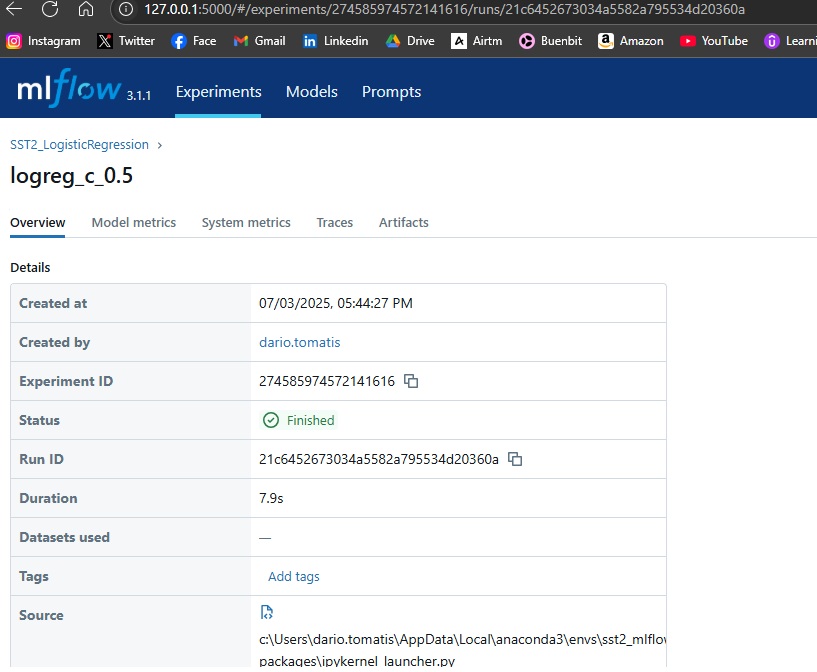 127.0.0.1:5000/#/experiments/274585974572141616/runs/21c6452673034a5582a795534d20360a
Instagram Twitter Face Gmail Linkedin Drive Airtm Buenbit Amazon YouTube Learni
mlflow 3.1.1 Experiments Models Prompts
SST2_LogisticRegression >
logreg_c_0.5
Overview Model metrics System metrics Traces Artifacts
Details
Created at 07/03/2025, 05:44:27 PM
Created by dario.tomatis
Experiment ID 274585974572141616
Status Finished
Run ID 21c6452673034a5582a795534d20360a
Duration 7.9s
Datasets used —
Tags Add tags
Source
c:\Users\dario.tomatis\AppData\Local\anaconda3\envs\sst2_mlflow
packages\ipykernel_launcher.py